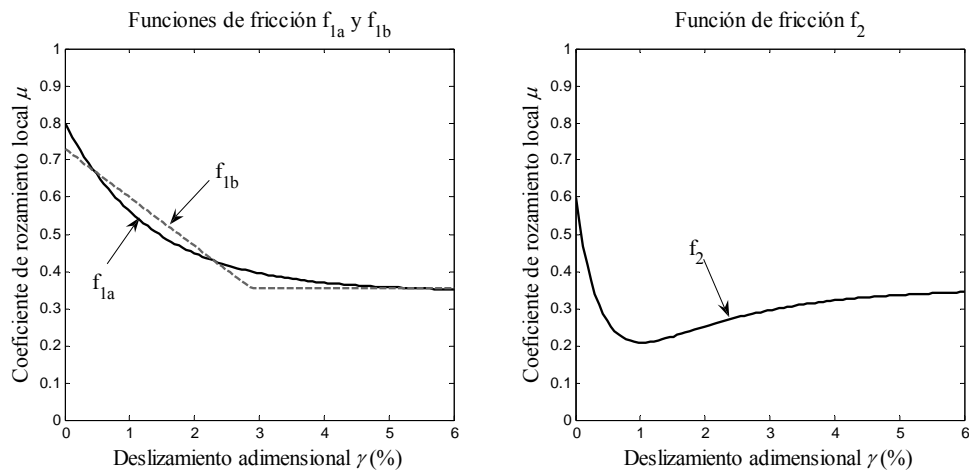 Funciones de fricción f1a y f1b
Coeficiente de rozamiento local μ
1
0.9
0.8
0.7
0.6
0.5
0.4
0.3
0.2
0.1
0
f1b
f1a
0 1 2 3 4 5 6
Deslizamiento adimensional γ (%)
Función de fricción f2
Coeficiente de rozamiento local μ
1
0.9
0.8
0.7
0.6
0.5
0.4
0.3
0.2
0.1
0
f2
0 1 2 3 4 5 6
Deslizamiento adimensional γ (%)